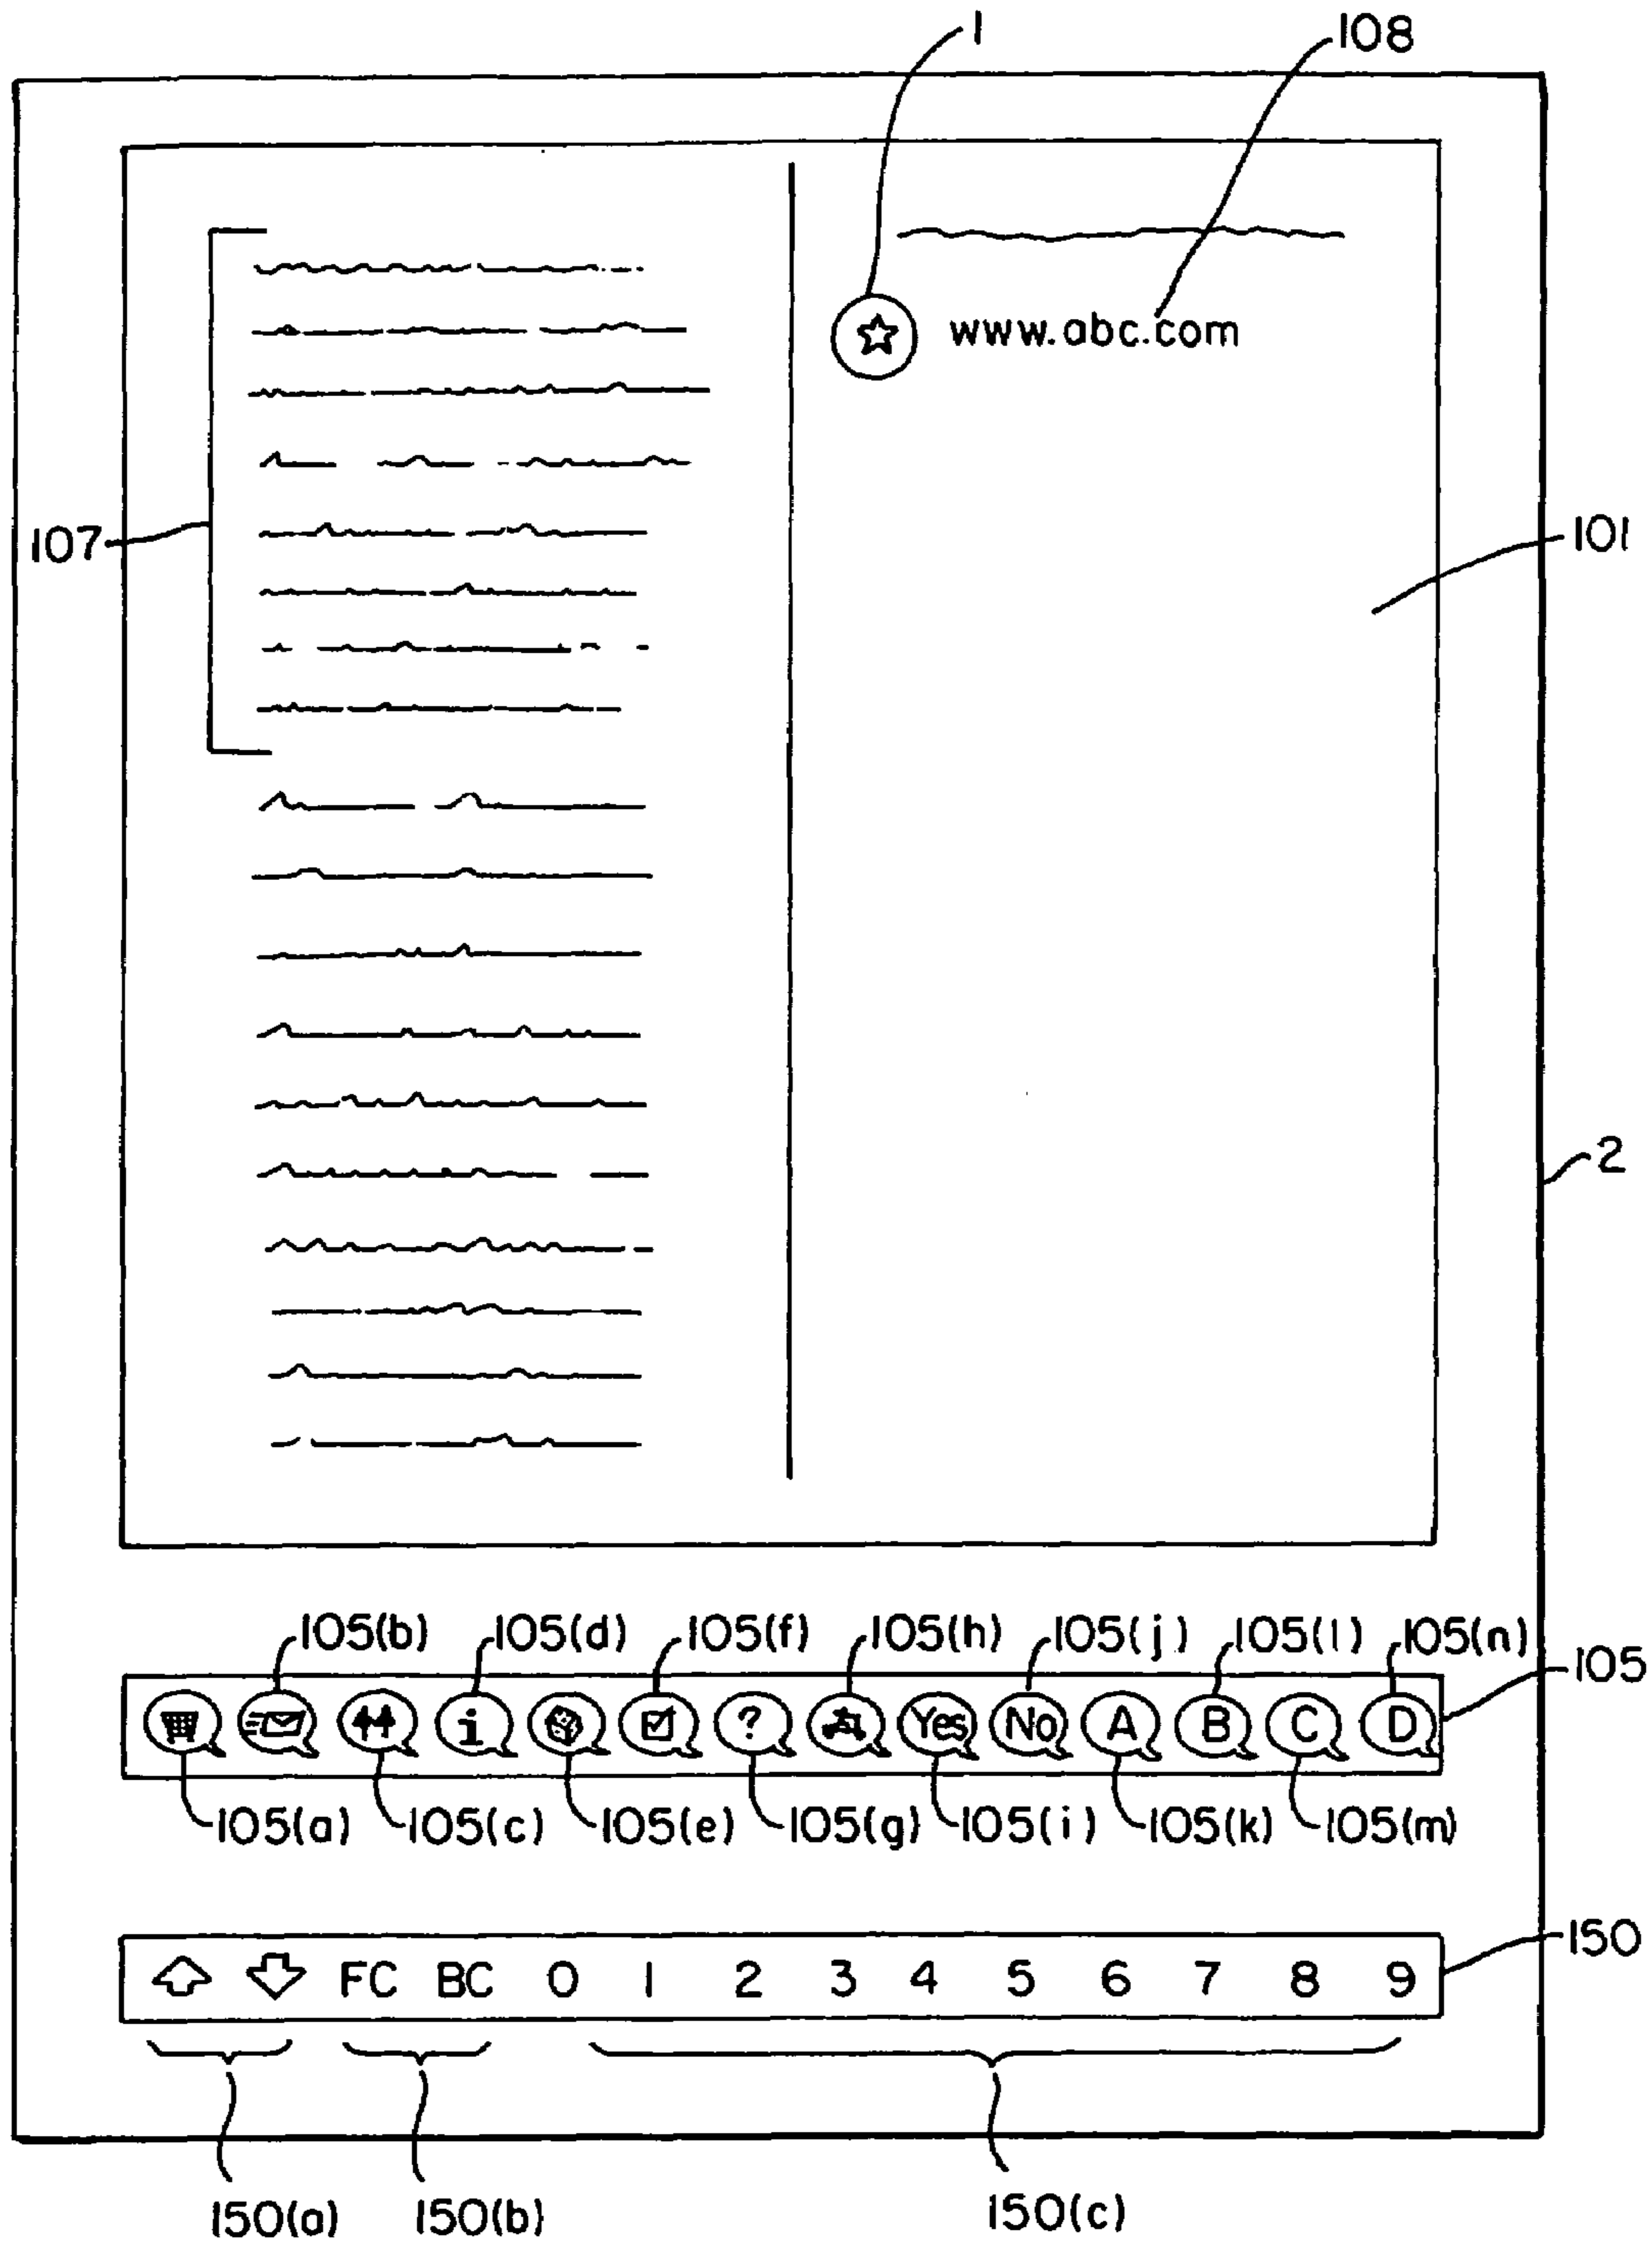 1
108
www.abc.com
107
101
2
105(b) 105(d) 105(f) 105(h) 105(j) 105(l) 105(n)
105
i ? Yes No A B C D
105(a) 105(c) 105(e) 105(g) 105(i) 105(k) 105(m)
150
FC BC 0 1 2 3 4 5 6 7 8 9
150(a) 150(b) 150(c)